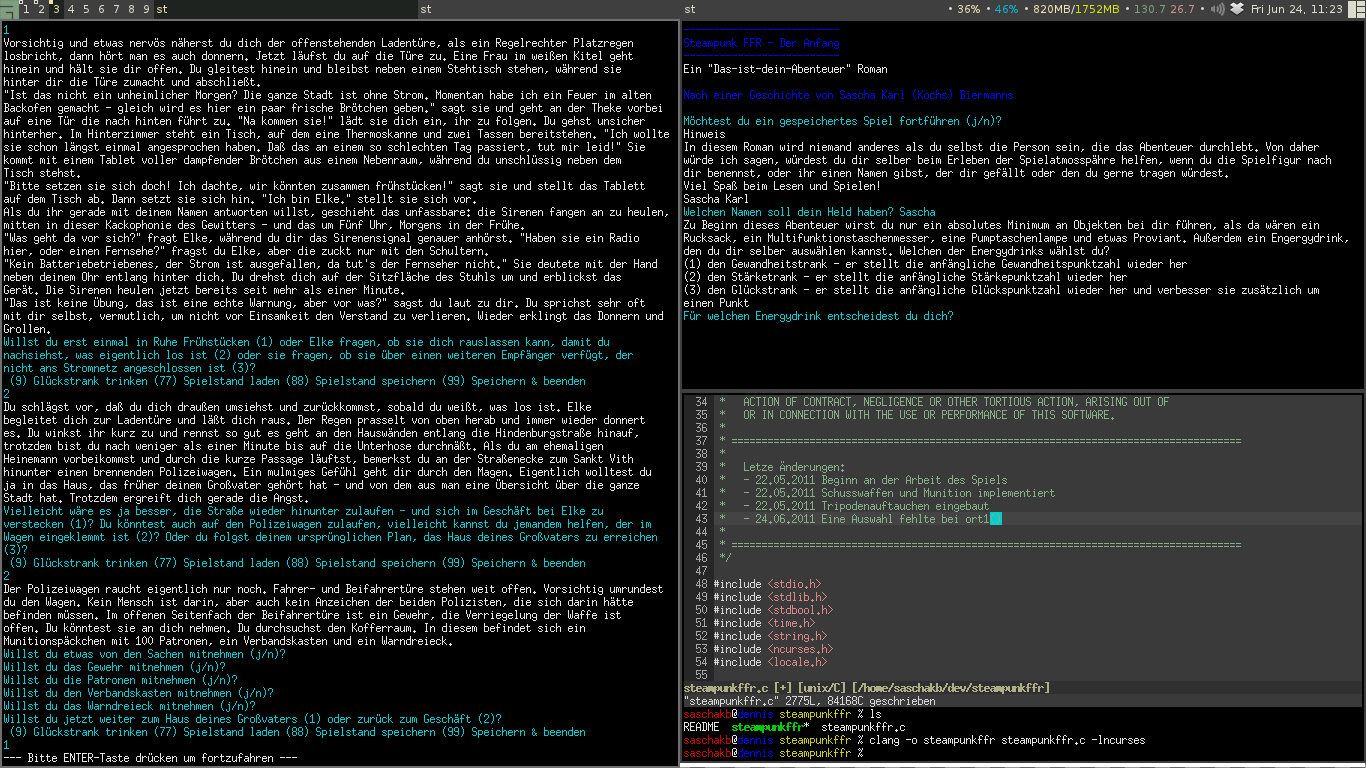 1 2 3 4 5 6 7 8 9 st
st
st
• 36% • 46% • 820MB/1752MB • 130.7 26.7 • Fri Jun 24, 11:23
1
Vorsichtig und etwas nervös näherst du dich der offenstehenden Ladentüre, als ein Regelrechter Platzregen
losbricht, dann hört man es auch donnern. Jetzt läufst du auf die Türe zu. Eine Frau im weißen Kitel geht
hinein und hält sie dir offen. Du gleitest hinein und bleibst neben einem Stehtisch stehen, während sie
hinter dir die Türe zumacht und abschließt.
"Ist das nicht ein unheimlicher Morgen? Die ganze Stadt ist ohne Strom. Momentan habe ich ein Feuer im alten
Backofen gemacht - gleich wird es hier ein paar frische Brötchen geben." sagt sie und geht an der Theke vorbei
auf eine Tür die nach hinten führt zu. "Na kommen sie!" lädt sie dich ein, ihr zu folgen. Du gehst unsicher
hinterher. Im Hinterzimmer steht ein Tisch, auf dem eine Thermoskanne und zwei Tassen bereitstehen. "Ich wollte
sie schon längst einmal angesprochen haben. Daß das an einem so schlechten Tag passiert, tut mir leid!" Sie
kommt mit einem Tablet voller dampfender Brötchen aus einem Nebenraum, während du unschlüssig neben dem
Tisch stehst.
"Bitte setzen sie sich doch! Ich dachte, wir könnten zusammen frühstücken!" sagt sie und stellt das Tablett
auf dem Tisch ab. Dann setzt sie sich hin. "Ich bin Elke." stellt sie sich vor.
Als du ihr gerade mit deinem Namen antworten willst, geschieht das unfassbare: die Sirenen fangen an zu heulen,
mitten in dieser Kackophonie des Gewitters - und das um Fünf Uhr, Morgens in der Frühe.
"Was geht da vor sich?" fragt Elke, während du dir das Sirenensignal genauer anhörst. "Haben sie ein Radio
hier, oder einen Fernsehe?" fragst du Elke, aber die zuckt nur mit den Schultern.
"Kein Batteriebetriebenes, der Strom ist ausgefallen, da tut's der Fernseher nicht." Sie deutete mit der Hand
neben deinem Ohr entlang hinter dich. Du drehst dich auf der Sitzfläche des Stuhls um und erblickst das
Gerät. Die Sirenen heulen jetzt bereits seit mehr als einer Minute.
"Das ist keine Übung, das ist eine echte Warnung, aber vor was?" sagst du laut zu dir. Du sprichst sehr oft
mit dir selbst, vermutlich, um nicht vor Einsamkeit den Verstand zu verlieren. Wieder erklingt das Donnern und
Grollen.
Willst du erst einmal in Ruhe Frühstücken (1) oder Elke fragen, ob sie dich rauslassen kann, damit du
nachsiehst, was eigentlich los ist (2) oder sie fragen, ob sie über einen weiteren Empfänger verfügt, der
nicht ans Stromnetz angeschlossen ist (3)?
(9) Glückstrank trinken (77) Spielstand laden (88) Spielstand speichern (99) Speichern & beenden
2
Du schlägst vor, daß du dich draußen umsiehst und zurückkommst, sobald du weißt, was los ist. Elke
begleitet dich zur Ladentür und läßt dich raus. Der Regen prasselt von oben herab und immer wieder donnert
es. Du winkst ihr kurz zu und rennst so gut es geht an den Hauswänden entlang die Hindenburgstraße hinauf,
trotzdem bist du nach weniger als einer Minute bis auf die Unterhose durchnäßt. Als du am ehemaligen
Heinemann vorbeikommst und durch die kurze Passage läuftst, bemerkst du an der Straßenecke zum Sankt Vith
hinunter einen brennenden Polizeiwagen. Ein mulmiges Gefühl geht dir durch den Magen. Eigentlich wolltest du
ja in das Haus, das früher deinem Großvater gehört hat - und von dem aus man eine Übersicht über die ganze
Stadt hat. Trotzdem ergreift dich gerade die Angst.
Vielleicht wäre es ja besser, die Straße wieder hinunter zulaufen - und sich im Geschäft bei Elke zu
verstecken (1)? Du könntest auch auf den Polizeiwagen zulaufen, vielleicht kannst du jemandem helfen, der im
Wagen eingeklemmt ist (2)? Oder du folgst deinem ursprünglichen Plan, das Haus deines Großvaters zu erreichen
(3)?
(9) Glückstrank trinken (77) Spielstand laden (88) Spielstand speichern (99) Speichern & beenden
2
Der Polizeiwagen raucht eigentlich nur noch. Fahrer- und Beifahrertüre stehen weit offen. Vorsichtig umrundest
du den Wagen. Kein Mensch ist darin, aber auch kein Anzeichen der beiden Polizisten, die sich darin hätte
befinden müssen. Im offenen Seitenfach der Beifahrertüre ist ein Gewehr, die Verriegelung der Waffe ist
offen. Du könntest sie an dich nehmen. Du durchsuchst den Kofferraum. In diesem befindet sich ein
Munitionspäckchen mit 100 Patronen, ein Verbandskasten und ein Warndreieck.
Willst du etwas von den Sachen mitnehmen (j/n)?
Willst du das Gewehr mitnehmen (j/n)?
Willst du die Patronen mitnehmen (j/n)?
Willst du den Verbandskasten mitnehmen (j/n)?
Willst du das Warndreieck mitnehmen (j/n)?
Willst du jetzt weiter zum Haus deines Großvaters (1) oder zurück zum Geschäft (2)?
(9) Glückstrank trinken (77) Spielstand laden (88) Spielstand speichern (99) Speichern & beenden
1
--- Bitte ENTER-Taste drücken um fortzufahren ---
Steampunk FFR - Der Anfang
Ein "Das-ist-dein-Abenteuer" Roman
Nach einer Geschichte von Sascha Karl (Kochy) Biermanns
Möchtest du ein gespeichertes Spiel fortführen (j/n)?
Hinweis
In diesem Roman wird niemand anderes als du selbst die Person sein, die das Abenteuer durchlebt. Von daher
würde ich sagen, würdest du dir selber beim Erleben der Spielatmosspähre helfen, wenn du die Spielfigur nach
dir benennst, oder ihr einen Namen gibst, der dir gefällt oder den du gerne tragen würdest.
Viel Spaß beim Lesen und Spielen!
Sascha Karl
Welchen Namen soll dein Held haben? Sascha
Zu Beginn dieses Abenteuer wirst du nur ein absolutes Minimum an Objekten bei dir führen, als da wären ein
Rucksack, ein Multifunktionstaschenmesser, eine Pumptaschenlampe und etwas Proviant. Außerdem ein Engergydrink,
den du dir selber auswählen kannst. Welcher der Energydrinks wählst du?
(1) den Gewandheitstrank - er stellt die anfängliche Gewandheitspunktzahl wieder her
(2) den Stärketrank - er stellt die anfängliche Stärkepunktzahl wieder her
(3) den Glückstrank - er stellt die anfängliche Glückspunktzahl wieder her und verbesser sie zusätzlich um
einen Punkt
Für welchen Energydrink entscheidest du dich?
34 * ACTION OF CONTRACT, NEGLIGENCE OR OTHER TORTIOUS ACTION, ARISING OUT OF
35 * OR IN CONNECTION WITH THE USE OR PERFORMANCE OF THIS SOFTWARE.
36 *
37 * =====================================================================================
38 *
39 * Letze Änderungen:
40 * - 22.05.2011 Beginn an der Arbeit des Spiels
41 * - 22.05.2011 Schusswaffen und Munition implementiert
42 * - 22.05.2011 Tripodenauftauchen eingebaut
43 * - 24.06.2011 Eine Auswahl fehlte bei ort1()
44 *
45 * =====================================================================================
46 */
47
48 #include <stdio.h>
49 #include <stdlib.h>
50 #include <stdbool.h>
51 #include <time.h>
52 #include <string.h>
53 #include <ncurses.h>
54 #include <locale.h>
55
steampunkffr.c [+] [unix/C] [/home/saschakb/dev/steampunkffr]
"steampunkffr.c" 2775L, 84168C geschrieben
saschakb@dennis steampunkffr % ls
README steampunkffr* steampunkffr.c
saschakb@dennis steampunkffr % clang -o steampunkffr steampunkffr.c -lncurses
saschakb@dennis steampunkffr %